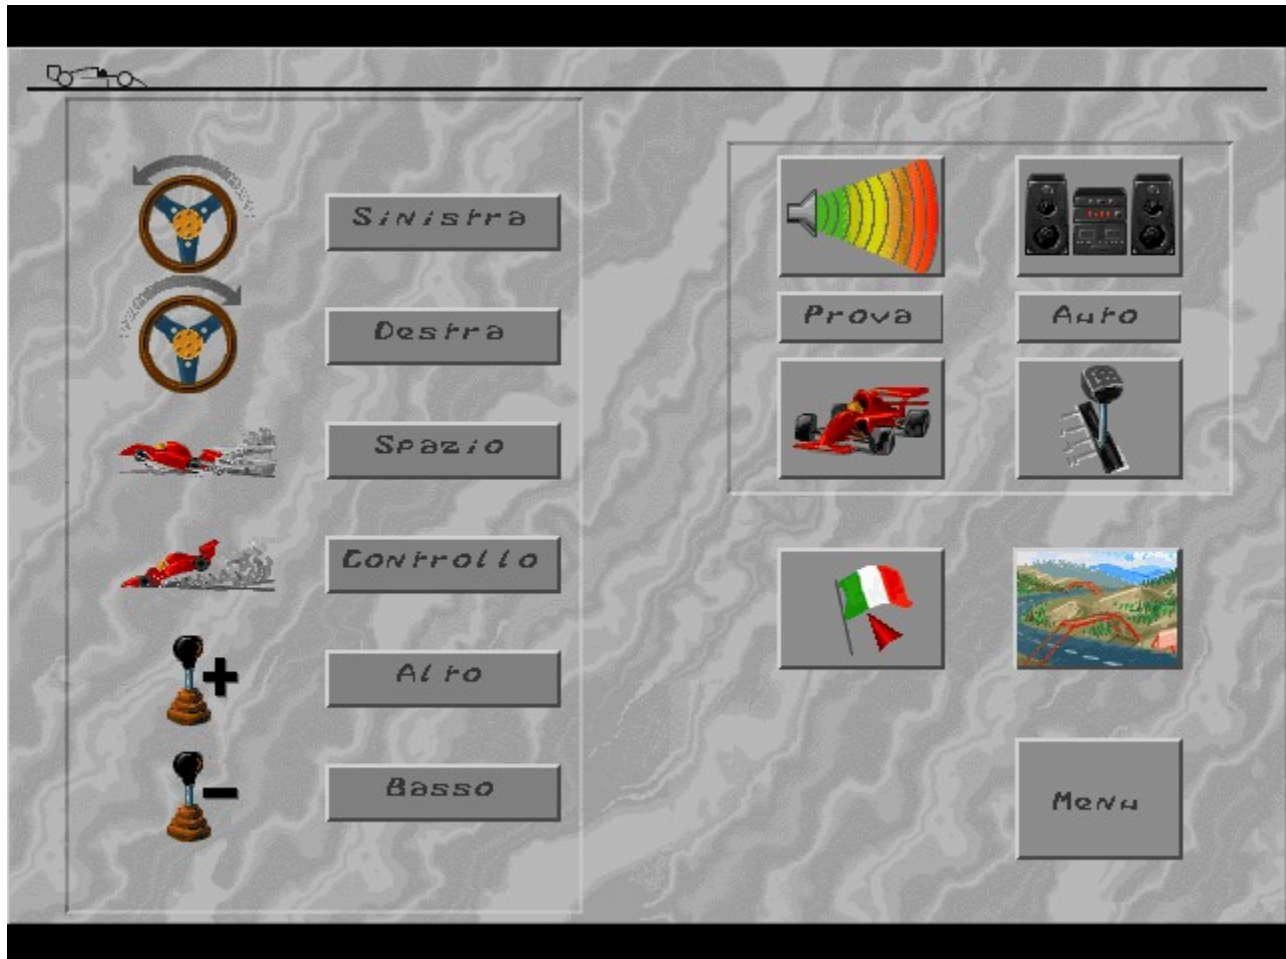 Sinistra
Destra
Spazio
Controllo
Alto
Basso
Prova
Auto
Menu